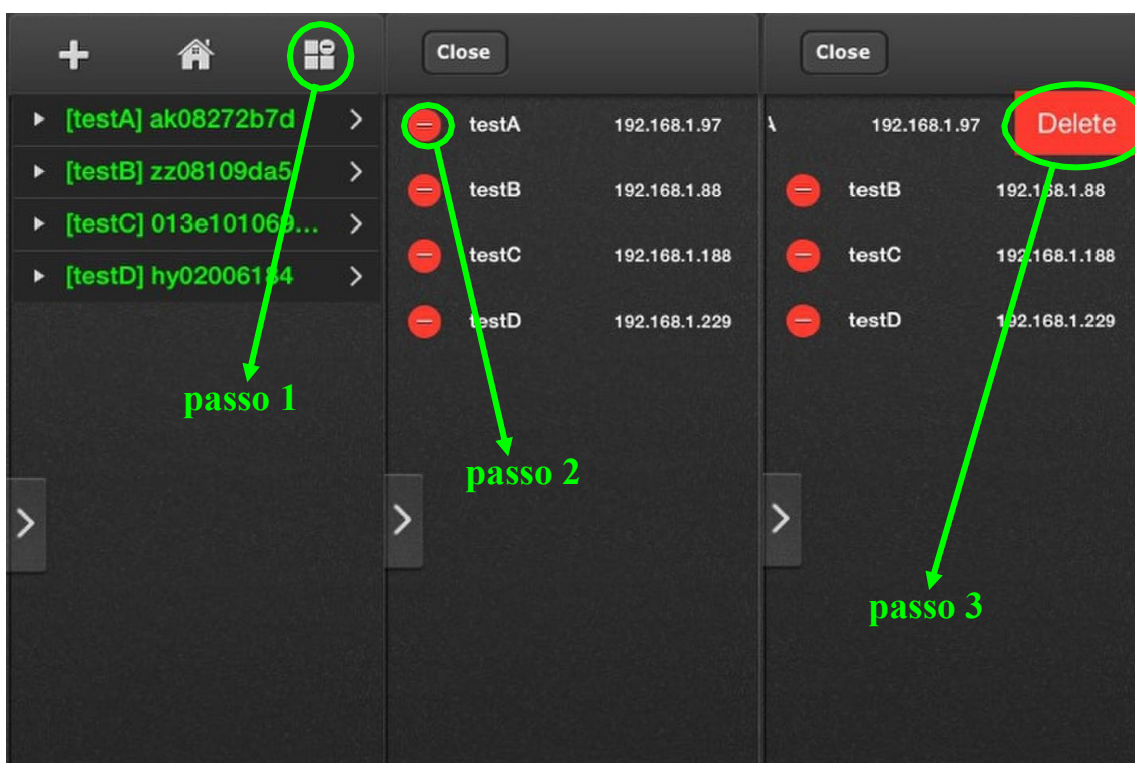 [testA] ak08272b7d
[testB] zz08109da5
[testC] 013e101069...
[testD] hy02006184
passo 1
Close
testA 192.168.1.97
testB 192.168.1.88
testC 192.168.1.188
testD 192.168.1.229
passo 2
Close
A 192.168.1.97 Delete
testB 192.168.1.88
testC 192.168.1.188
testD 192.168.1.229
passo 3